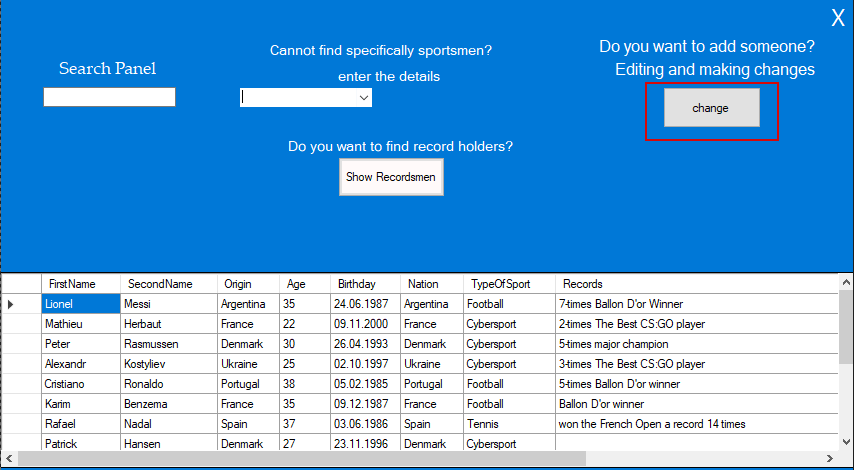 X
Search Panel
Cannot find specifically sportsmen?
enter the details
Do you want to add someone?
Editing and making changes
change
Do you want to find record holders?
Show Recordsmen
FirstName SecondName Origin Age Birthday Nation TypeOfSport Records
Lionel Messi Argentina 35 24.06.1987 Argentina Football 7-times Ballon D'or Winner
Mathieu Herbaut France 22 09.11.2000 France Cybersport 2-times The Best CS:GO player
Peter Rasmussen Denmark 30 26.04.1993 Denmark Cybersport 5-times major champion
Alexandr Kostyliev Ukraine 25 02.10.1997 Ukraine Cybersport 3-times The Best CS:GO player
Cristiano Ronaldo Portugal 38 05.02.1985 Portugal Football 5-times Ballon D'or winner
Karim Benzema France 35 09.12.1987 France Football Ballon D'or winner
Rafael Nadal Spain 37 03.06.1986 Spain Tennis won the French Open a record 14 times
Patrick Hansen Denmark 27 23.11.1996 Denmark Cybersport